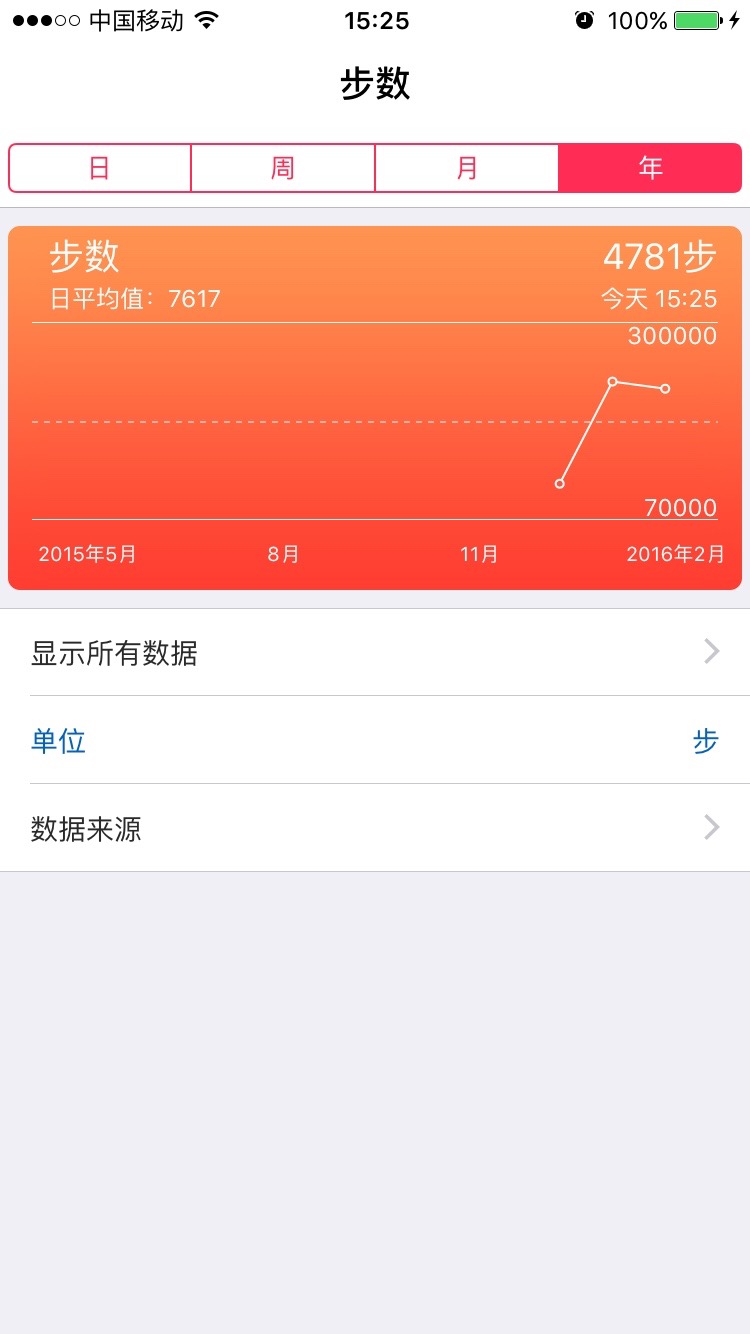 中国移动 15:25 100%
步数
日 周 月 年
步数 4781步
日平均值：7617 今天 15:25
300000
70000
2015年5月 8月 11月 2016年2月
显示所有数据
单位 步
数据来源